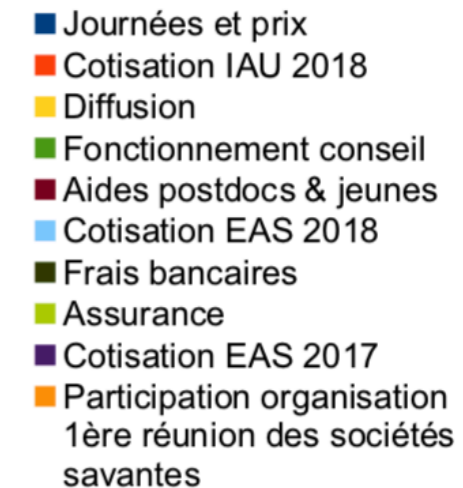 Journées et prix
Cotisation IAU 2018
Diffusion
Fonctionnement conseil
Aides postdocs & jeunes
Cotisation EAS 2018
Frais bancaires
Assurance
Cotisation EAS 2017
Participation organisation
1ère réunion des sociétés
savantes